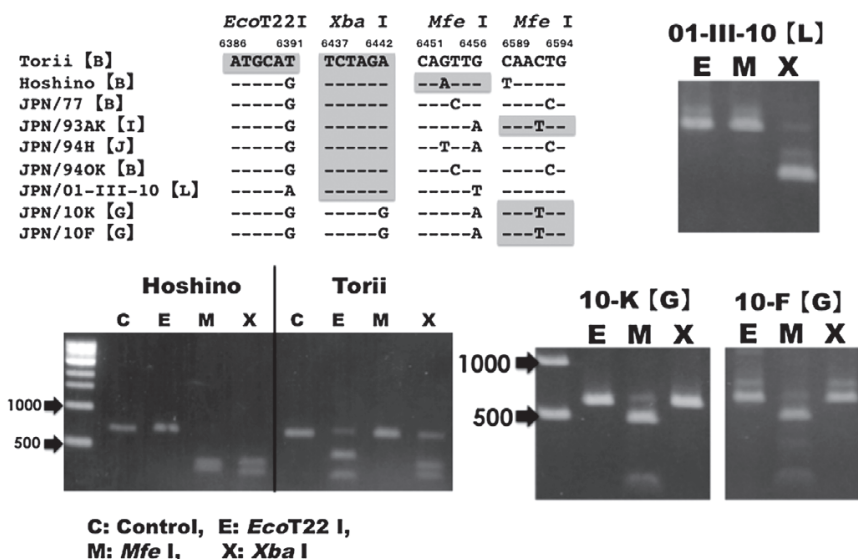 EcoT22I Xba I Mfe I Mfe I
6386 6391 6437 6442 6451 6456 6589 6594
Torii【B】 ATGCAT TCTAGA CAGTTG CAACTG
Hoshino【B】 -----G ------ --A--- T
JPN/77【B】 -----G ------ ---C-- ----C-
JPN/93AK【I】 -----G ------ -----A ---T--
JPN/94H【J】 -----G ------ --T--A ----C-
JPN/94OK【B】 -----G ------ ---C-- ----C-
JPN/01-III-10【L】 -----A ------ -----T ------
JPN/10K【G】 -----G -----G -----A ---T--
JPN/10F【G】 -----G -----G -----A ---T--
01-III-10【L】
E M X
Hoshino Torii
C E M X C E M X
1000
500
10-K【G】 10-F【G】
E M X E M X
1000
500
C: Control, E: EcoT22 I,
M: Mfe I, X: Xba I